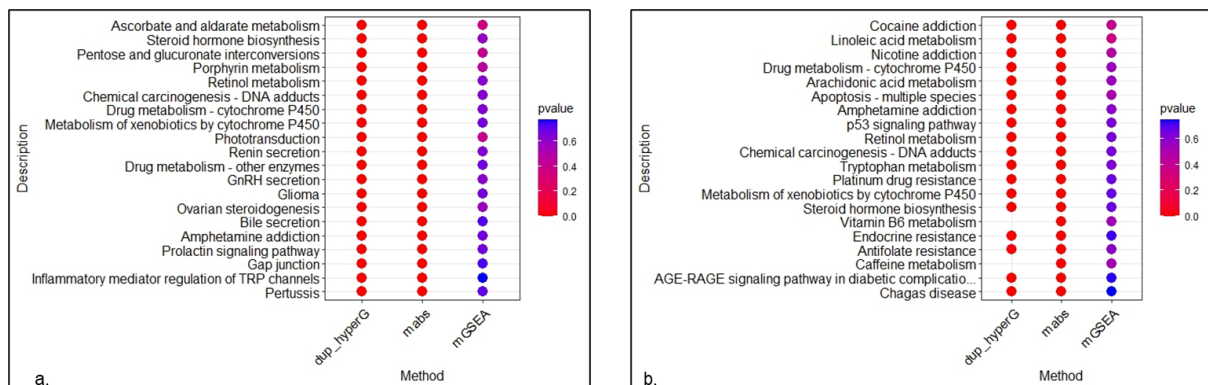 Ascorbate and aldarate metabolism
Steroid hormone biosynthesis
Pentose and glucuronate interconversions
Porphyrin metabolism
Retinol metabolism
Chemical carcinogenesis - DNA adducts
Drug metabolism - cytochrome P450
Metabolism of xenobiotics by cytochrome P450
Phototransduction
Renin secretion
Drug metabolism - other enzymes
GnRH secretion
Glioma
Ovarian steroidogenesis
Bile secretion
Amphetamine addiction
Prolactin signaling pathway
Gap junction
Inflammatory mediator regulation of TRP channels
Pertussis
Description
dup_hyperG
mabs
mGSEA
Method
pvalue
0.6
0.4
0.2
0.0
a.
Cocaine addiction
Linoleic acid metabolism
Nicotine addiction
Drug metabolism - cytochrome P450
Arachidonic acid metabolism
Apoptosis - multiple species
Amphetamine addiction
p53 signaling pathway
Retinol metabolism
Chemical carcinogenesis - DNA adducts
Tryptophan metabolism
Platinum drug resistance
Metabolism of xenobiotics by cytochrome P450
Steroid hormone biosynthesis
Vitamin B6 metabolism
Endocrine resistance
Antifolate resistance
Caffeine metabolism
AGE-RAGE signaling pathway in diabetic complicatio...
Chagas disease
Description
dup_hyperG
mabs
mGSEA
Method
pvalue
0.6
0.4
0.2
0.0
b.